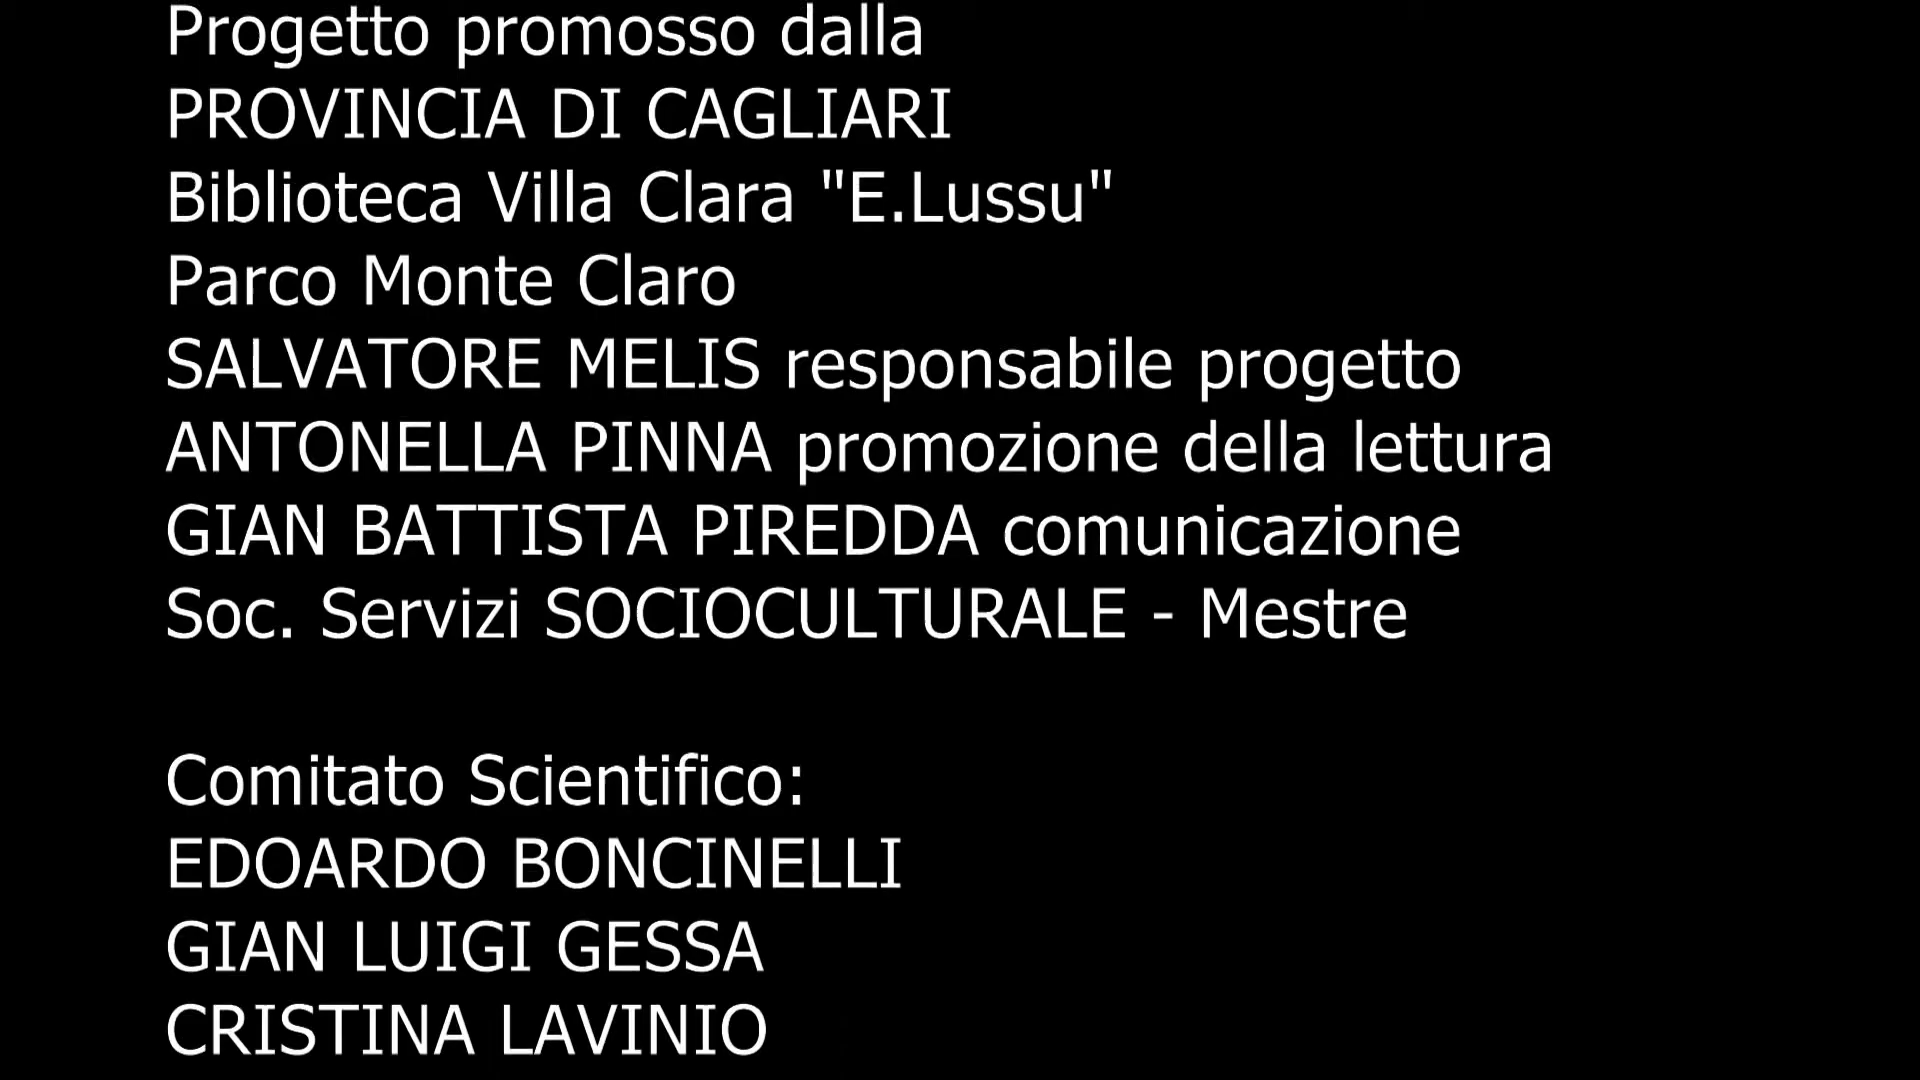 Progetto promosso dalla
PROVINCIA DI CAGLIARI
Biblioteca Villa Clara "E.Lussu"
Parco Monte Claro
SALVATORE MELIS responsabile progetto
ANTONELLA PINNA promozione della lettura
GIAN BATTISTA PIREDDA comunicazione
Soc. Servizi SOCIOCULTURALE - Mestre
Comitato Scientifico:
EDOARDO BONCINELLI
GIAN LUIGI GESSA
CRISTINA LAVINIO